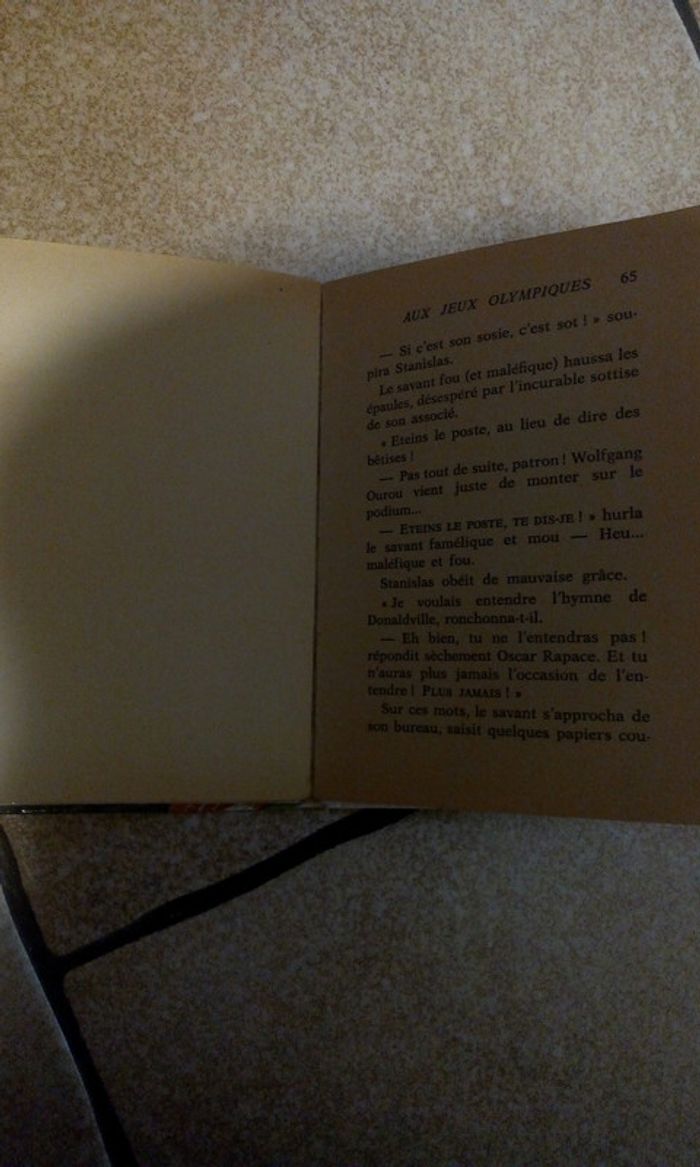 AUX JEUX OLYMPIQUES 65
— Si c'est son sosie, c'est sot ! » sou-
pira Stanislas.
Le savant fou (et maléfique) haussa les
épaules, désespéré par l'incurable sottise
de son associé.
« Eteins le poste, au lieu de dire des
bêtises !
— Pas tout de suite, patron ! Wolfgang
Ourou vient juste de monter sur le
podium...
— ETEINS LE POSTE, TE DIS-JE ! » hurla
le savant famélique et mou — Heu...
maléfique et fou.
Stanislas obéit de mauvaise grâce.
« Je voulais entendre l'hymne de
Donaldville, ronchonna-t-il.
— Eh bien, tu ne l'entendras pas !
répondit sèchement Oscar Rapace. Et tu
n'auras plus jamais l'occasion de l'en-
tendre ! PLUS JAMAIS ! »
Sur ces mots, le savant s'approcha de
son bureau, saisit quelques papiers cou-